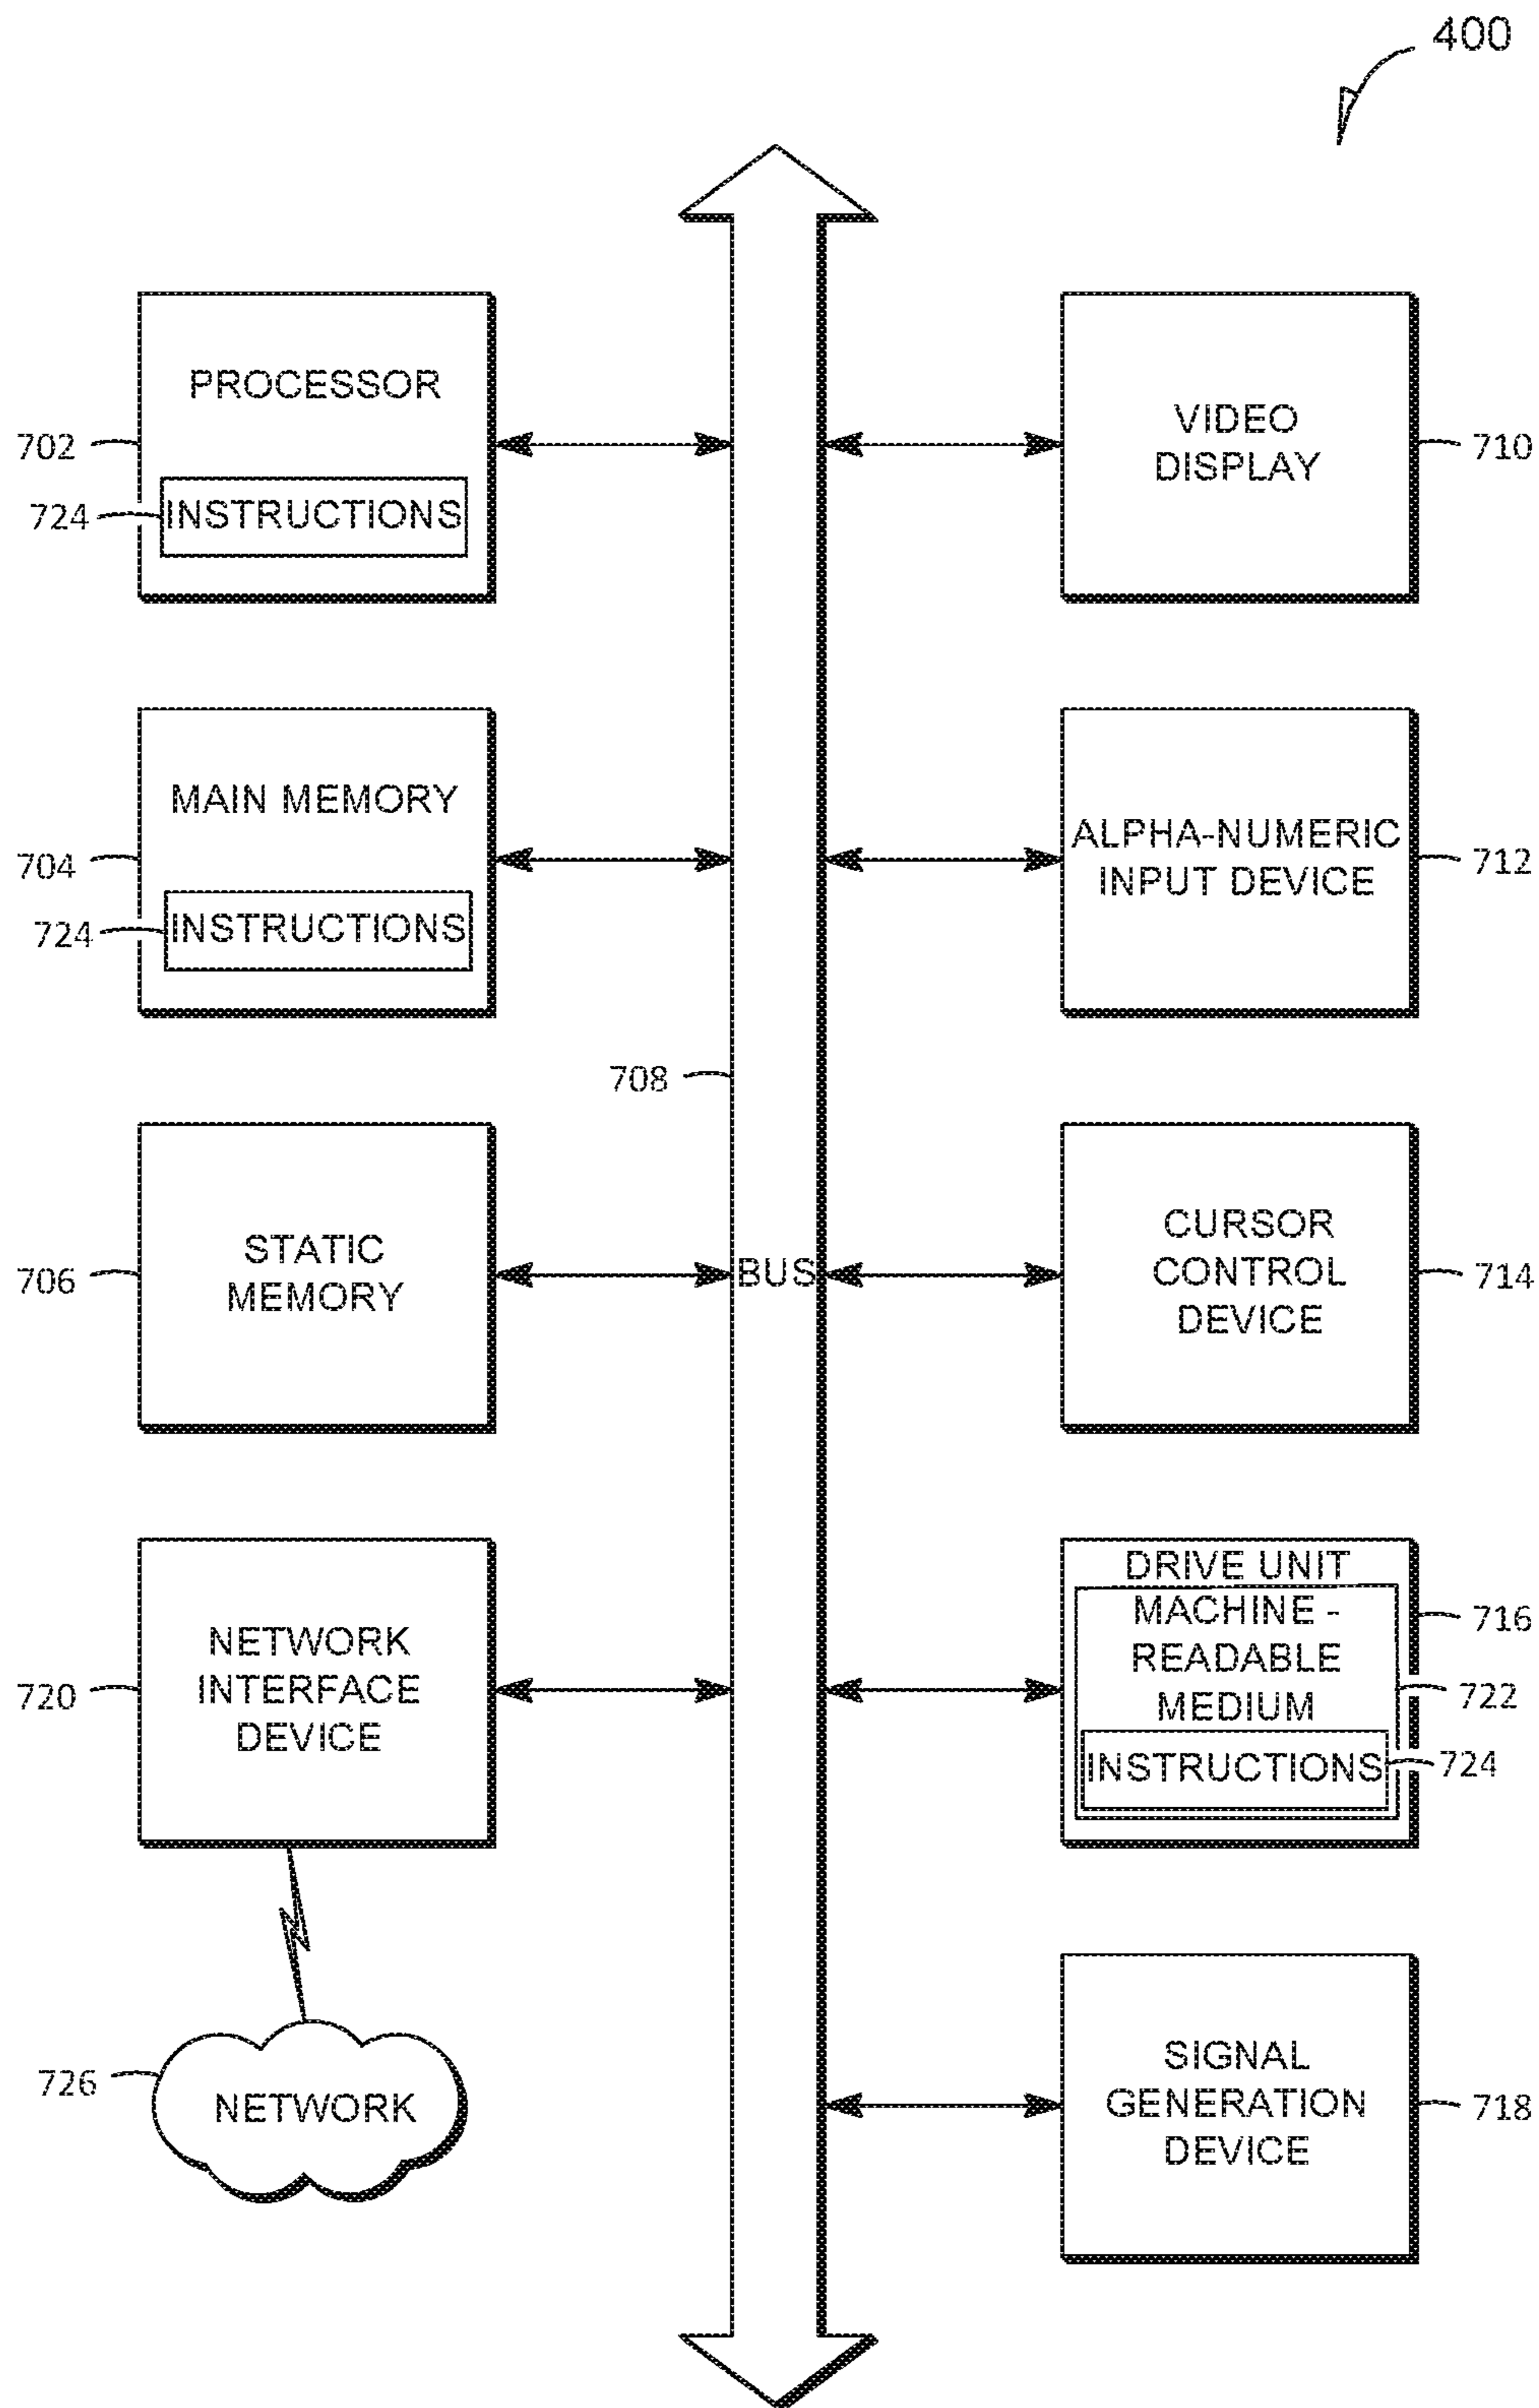 400
PROCESSOR
702
724
INSTRUCTIONS
VIDEO
DISPLAY
710
MAIN MEMORY
704
724
INSTRUCTIONS
ALPHA-NUMERIC
INPUT DEVICE
712
708
STATIC
MEMORY
706
BUS
CURSOR
CONTROL
DEVICE
714
NETWORK
INTERFACE
DEVICE
720
DRIVE UNIT
716
MACHINE -
READABLE
MEDIUM
722
INSTRUCTIONS
724
726
NETWORK
SIGNAL
GENERATION
DEVICE
718